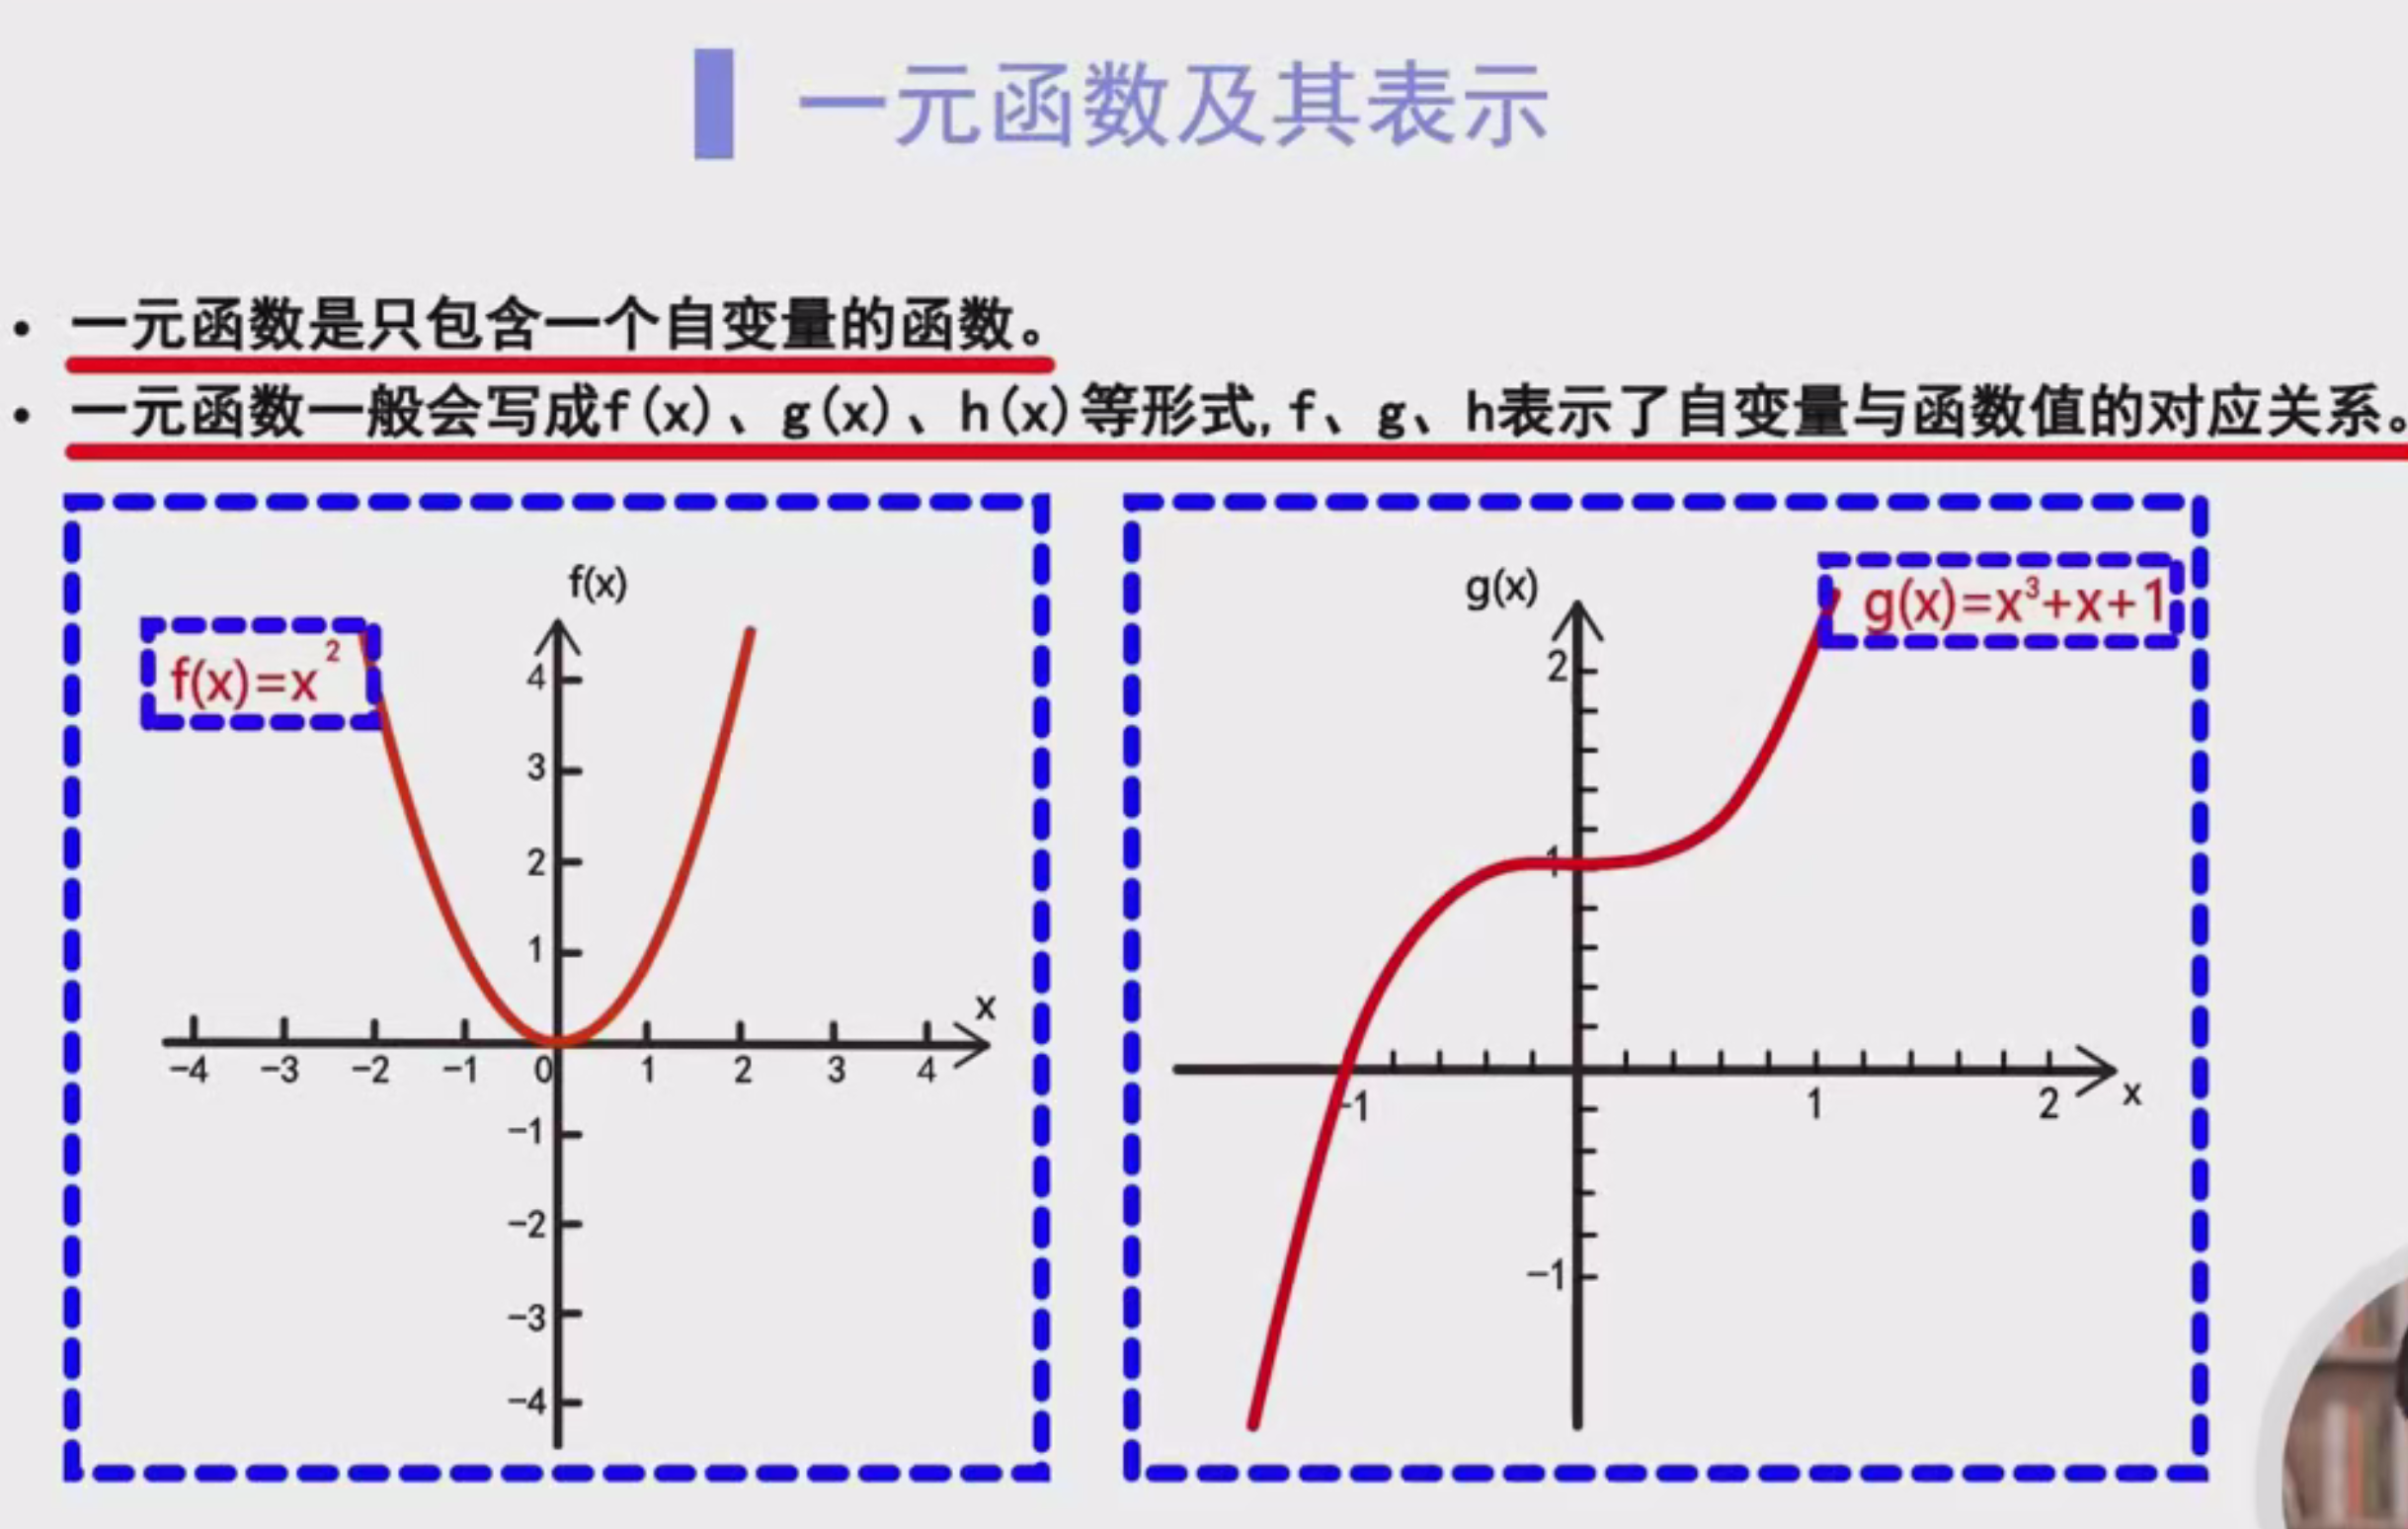 一元函数及其表示
• 一元函数是只包含一个自变量的函数。
• 一元函数一般会写成f(x)、g(x)、h(x)等形式,f、g、h表示了自变量与函数值的对应关系。
f(x)
f(x)=x²
4
3
2
1
x
-4 -3 -2 -1 0 1 2 3 4
-1
-2
-3
-4
g(x)
g(x)=x³+x+1
2
1
-1 1 2 x
-1